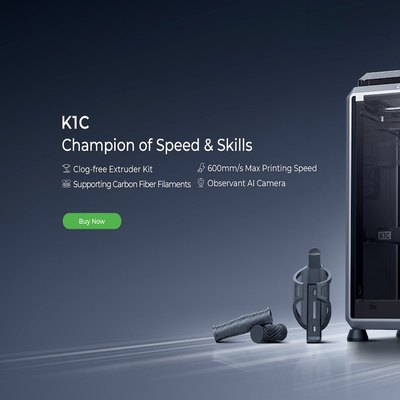 K1C
Champion of Speed & Skills
Clog-free Extruder Kit
600mm/s Max Printing Speed
Supporting Carbon Fiber Filaments
Observant AI Camera
Buy Now
K1C